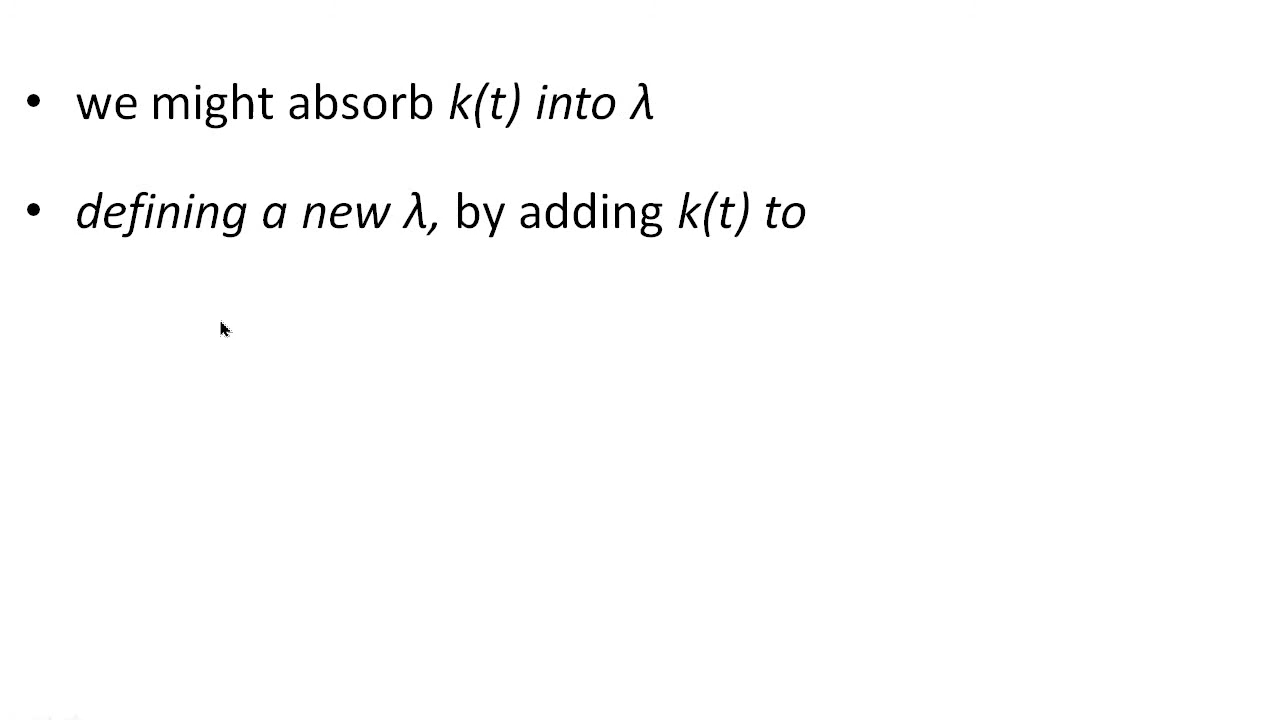 • we might absorb k(t) into λ
• defining a new λ, by adding k(t) to